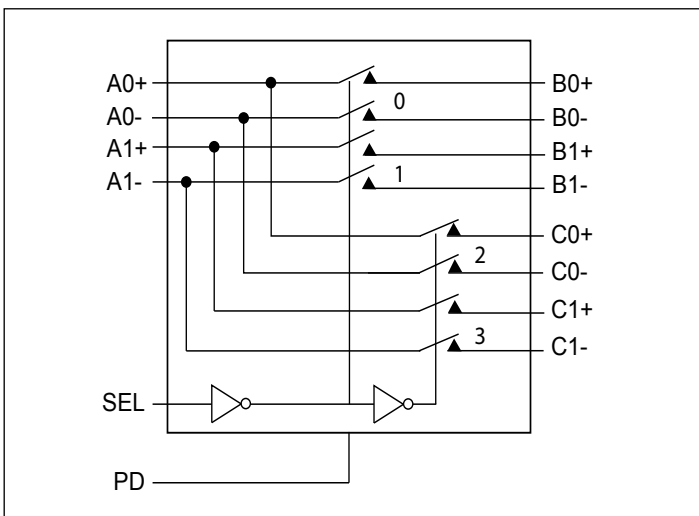 A0+
B0+
A0-
0
B0-
A1+
B1+
A1-
1
B1-
C0+
2
C0-
C1+
3
C1-
SEL
PD